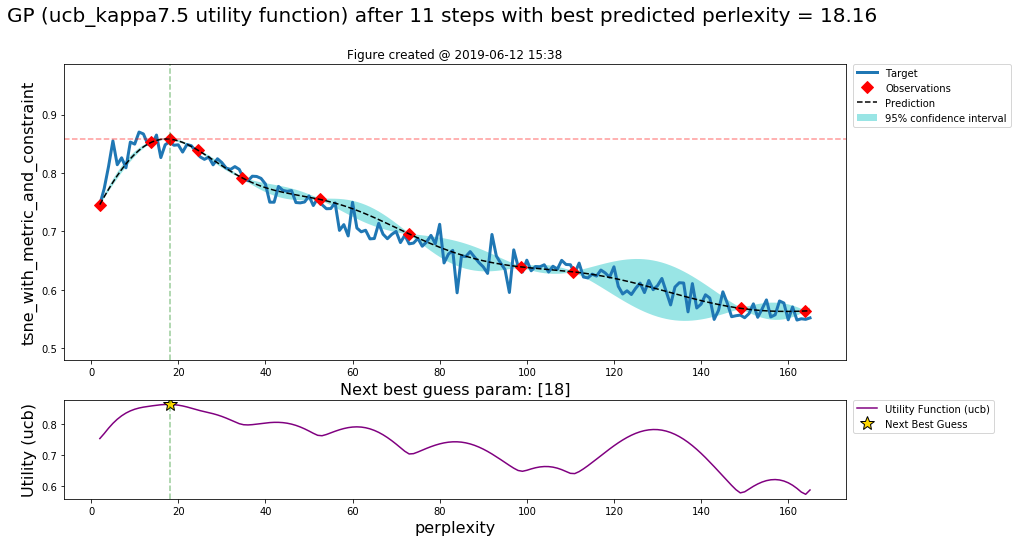 GP (ucb_kappa7.5 utility function) after 11 steps with best predicted perlexity = 18.16
Figure created @ 2019-06-12 15:38
tsne_with_metric_and_constraint
0.9
0.8
0.7
0.6
0.5
0 20 40 60 80 100 120 140 160
Target
Observations
Prediction
95% confidence interval
Next best guess param: [18]
Utility (ucb)
0.8
0.7
0.6
0 20 40 60 80 100 120 140 160
perplexity
Utility Function (ucb)
Next Best Guess